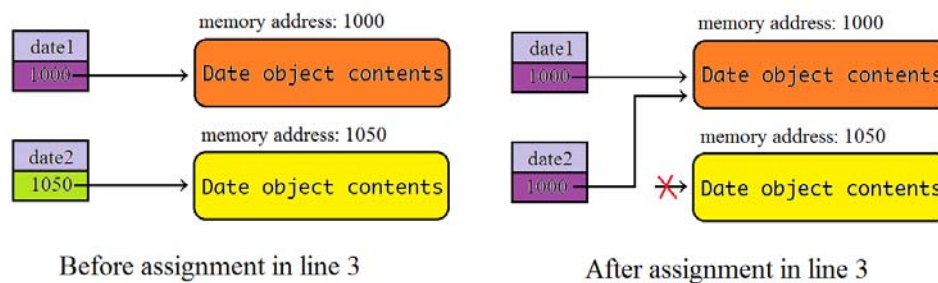 memory address: 1000
date1
1000
Date object contents
memory address: 1050
date2
1050
Date object contents
Before assignment in line 3
memory address: 1000
date1
1000
Date object contents
memory address: 1050
date2
1000
Date object contents
After assignment in line 3